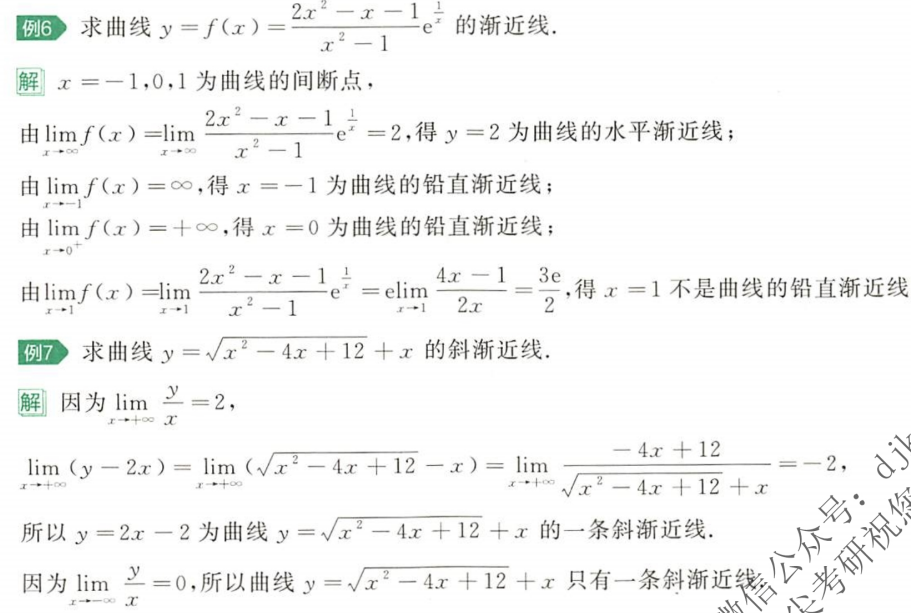 例6 求曲线 $y=f(x)=\frac{2x^2-x-1}{x^2-1}\mathrm{e}^{\frac{1}{x}}$ 的渐近线.
解 $x=-1,0,1$ 为曲线的间断点，
由 $\lim\limits_{x\to\infty}f(x)=\lim\limits_{x\to\infty}\frac{2x^2-x-1}{x^2-1}\mathrm{e}^{\frac{1}{x}}=2$,得 $y=2$ 为曲线的水平渐近线；
由 $\lim\limits_{x\to-1}f(x)=\infty$,得 $x=-1$ 为曲线的铅直渐近线；
由 $\lim\limits_{x\to0^+}f(x)=+\infty$,得 $x=0$ 为曲线的铅直渐近线；
由 $\lim\limits_{x\to1}f(x)=\lim\limits_{x\to1}\frac{2x^2-x-1}{x^2-1}\mathrm{e}^{\frac{1}{x}}=\mathrm{e}\lim\limits_{x\to1}\frac{4x-1}{2x}=\frac{3\mathrm{e}}{2}$,得 $x=1$ 不是曲线的铅直渐近线
例7 求曲线 $y=\sqrt{x^2-4x+12}+x$ 的斜渐近线.
解 因为 $\lim\limits_{x\to+\infty}\frac{y}{x}=2$，
$\lim\limits_{x\to+\infty}(y-2x)=\lim\limits_{x\to+\infty}(\sqrt{x^2-4x+12}-x)=\lim\limits_{x\to+\infty}\frac{-4x+12}{\sqrt{x^2-4x+12}+x}=-2$，
所以 $y=2x-2$ 为曲线 $y=\sqrt{x^2-4x+12}+x$ 的一条斜渐近线.
因为 $\lim\limits_{x\to-\infty}\frac{y}{x}=0$,所以曲线 $y=\sqrt{x^2-4x+12}+x$ 只有一条斜渐近线.
微信公众号：djk
考研祝您